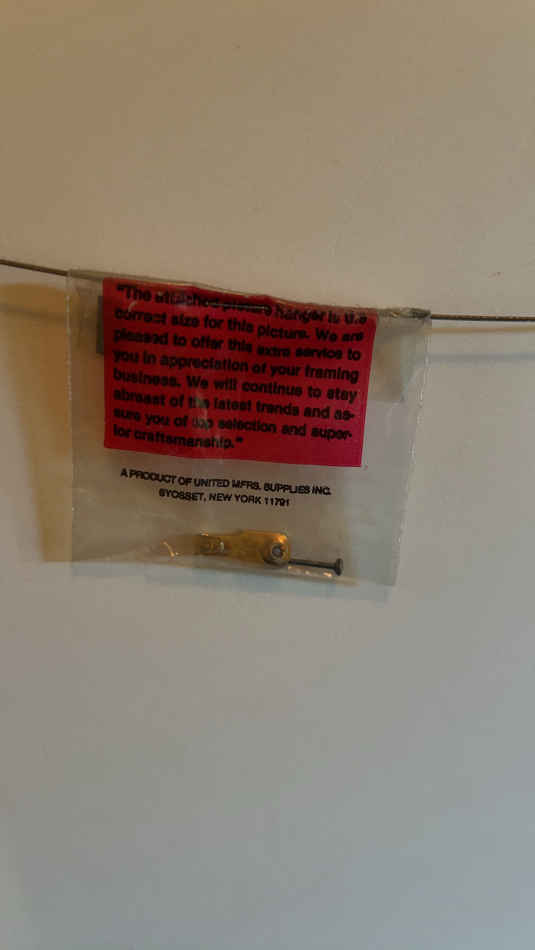 "The attached picture hanger is the
correct size for this picture. We are
pleased to offer this extra service to
you in appreciation of your framing
business. We will continue to stay
abreast of the latest trends and as-
sure you of top selection and super-
ior craftsmanship."
A PRODUCT OF UNITED MFRS. SUPPLIES INC.
SYOSSET, NEW YORK 11791